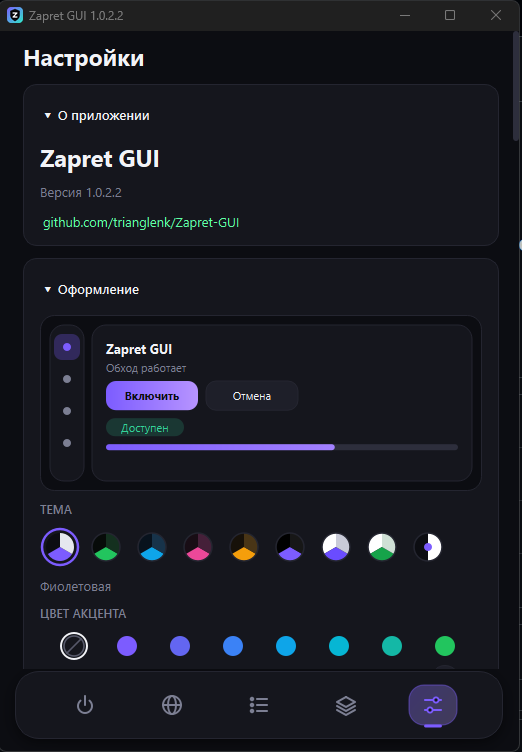 Zapret GUI 1.0.2.2
Настройки
О приложении
Zapret GUI
Версия 1.0.2.2
github.com/trianglenk/Zapret-GUI
Оформление
Zapret GUI
Обход работает
Включить Отмена
Доступен
ТЕМА
Фиолетовая
ЦВЕТ АКЦЕНТА